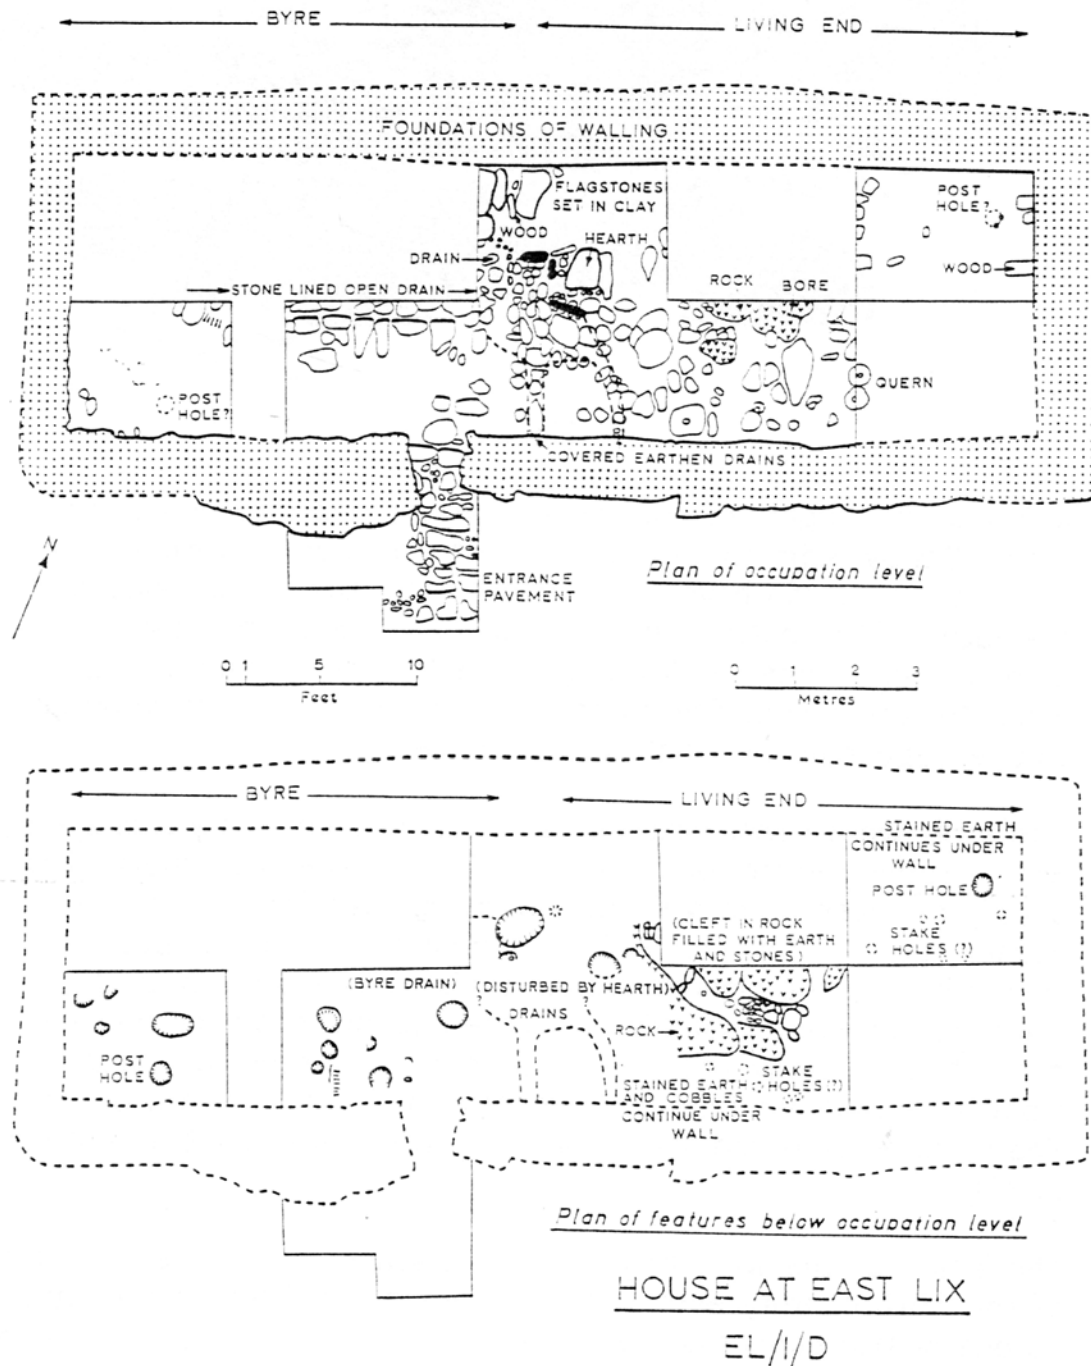 BYRE
LIVING END
FOUNDATIONS OF WALLING
FLAGSTONES
SET IN CLAY
POST
HOLE?
WOOD
HEARTH
DRAIN
WOOD
ROCK BORE
STONE LINED OPEN DRAIN
QUERN
POST
HOLE?
COVERED EARTHEN DRAINS
N
ENTRANCE
PAVEMENT
Plan of occupation level
0 1 5 10
Feet
0 1 2 3
Metres
BYRE
LIVING END
STAINED EARTH
CONTINUES UNDER
WALL
POST HOLE
(CLEFT IN ROCK
FILLED WITH EARTH
AND STONES)
STAKE
HOLES (?)
(BYRE DRAIN)
(DISTURBED BY HEARTH)
? ?
DRAINS
ROCK
POST
HOLE
STAKE
HOLES (?)
STAINED EARTH
AND COBBLES
CONTINUE UNDER
WALL
Plan of features below occupation level
HOUSE AT EAST LIX
EL/I/D